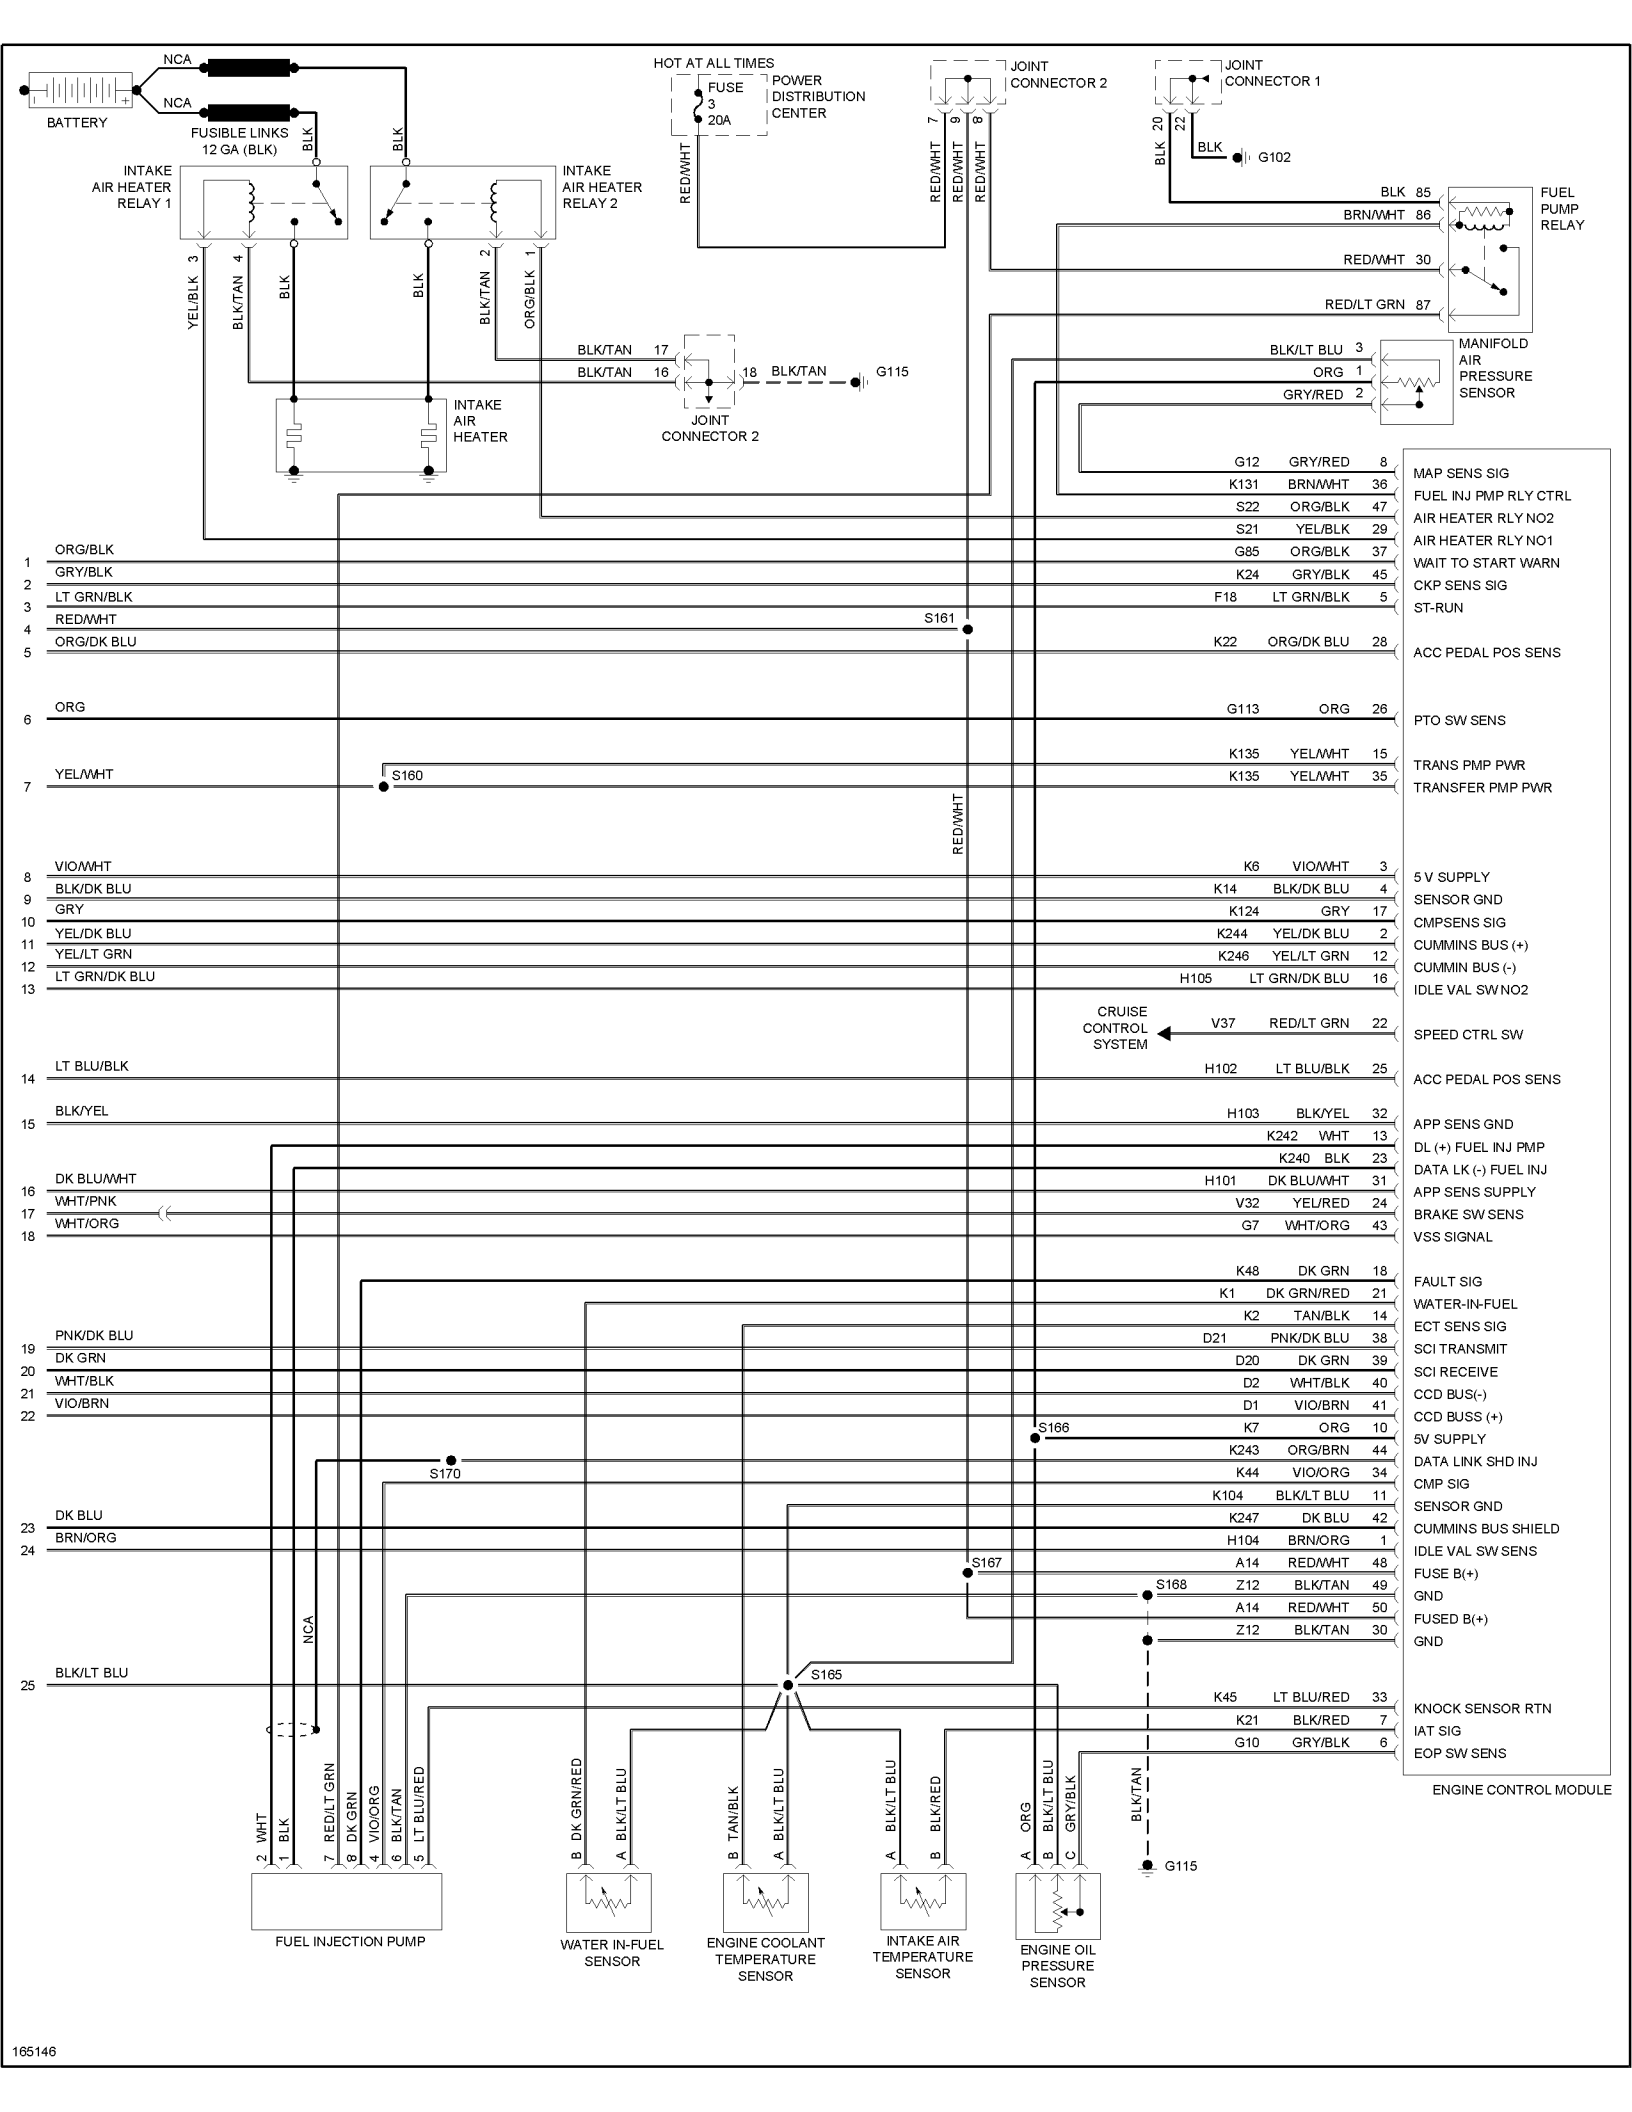 NCA
NCA
BATTERY
FUSIBLE LINKS
12 GA (BLK)
BLK
BLK
HOT AT ALL TIMES
FUSE
3
20A
POWER
DISTRIBUTION
CENTER
JOINT
CONNECTOR 2
JOINT
CONNECTOR 1
7
9
8
20
22
RED/WHT
RED/WHT
RED/WHT
RED/WHT
BLK
BLK
G102
INTAKE
AIR HEATER
RELAY 1
INTAKE
AIR HEATER
RELAY 2
BLK 85
BRN/WHT 86
RED/WHT 30
RED/LT GRN 87
FUEL
PUMP
RELAY
3
4
2
1
YEL/BLK
BLK/TAN
BLK
BLK
BLK/TAN
ORG/BLK
BLK/TAN 17
BLK/TAN 16
18 BLK/TAN
G115
JOINT
CONNECTOR 2
BLK/LT BLU 3
ORG 1
GRY/RED 2
MANIFOLD
AIR
PRESSURE
SENSOR
INTAKE
AIR
HEATER
G12 GRY/RED 8 MAP SENS SIG
K131 BRN/WHT 36 FUEL INJ PMP RLY CTRL
S22 ORG/BLK 47 AIR HEATER RLY NO2
S21 YEL/BLK 29 AIR HEATER RLY NO1
1 ORG/BLK G85 ORG/BLK 37 WAIT TO START WARN
2 GRY/BLK K24 GRY/BLK 45 CKP SENS SIG
3 LT GRN/BLK F18 LT GRN/BLK 5 ST-RUN
4 RED/WHT S161
5 ORG/DK BLU K22 ORG/DK BLU 28 ACC PEDAL POS SENS
6 ORG G113 ORG 26 PTO SW SENS
K135 YEL/WHT 15 TRANS PMP PWR
7 YEL/WHT S160 K135 YEL/WHT 35 TRANSFER PMP PWR
RED/WHT
8 VIO/WHT K6 VIO/WHT 3 5 V SUPPLY
9 BLK/DK BLU K14 BLK/DK BLU 4 SENSOR GND
10 GRY K124 GRY 17 CMPSENS SIG
11 YEL/DK BLU K244 YEL/DK BLU 2 CUMMINS BUS (+)
12 YEL/LT GRN K246 YEL/LT GRN 12 CUMMIN BUS (-)
13 LT GRN/DK BLU H105 LT GRN/DK BLU 16 IDLE VAL SW NO2
CRUISE
CONTROL
SYSTEM
V37 RED/LT GRN 22 SPEED CTRL SW
14 LT BLU/BLK H102 LT BLU/BLK 25 ACC PEDAL POS SENS
15 BLK/YEL H103 BLK/YEL 32 APP SENS GND
K242 WHT 13 DL (+) FUEL INJ PMP
K240 BLK 23 DATA LK (-) FUEL INJ
16 DK BLU/WHT H101 DK BLU/WHT 31 APP SENS SUPPLY
17 WHT/PNK V32 YEL/RED 24 BRAKE SW SENS
18 WHT/ORG G7 WHT/ORG 43 VSS SIGNAL
K48 DK GRN 18 FAULT SIG
K1 DK GRN/RED 21 WATER-IN-FUEL
K2 TAN/BLK 14 ECT SENS SIG
19 PNK/DK BLU D21 PNK/DK BLU 38 SCI TRANSMIT
20 DK GRN D20 DK GRN 39 SCI RECEIVE
21 WHT/BLK D2 WHT/BLK 40 CCD BUS(-)
22 VIO/BRN D1 VIO/BRN 41 CCD BUSS (+)
S166 K7 ORG 10 5V SUPPLY
S170 K243 ORG/BRN 44 DATA LINK SHD INJ
K44 VIO/ORG 34 CMP SIG
K104 BLK/LT BLU 11 SENSOR GND
23 DK BLU K247 DK BLU 42 CUMMINS BUS SHIELD
24 BRN/ORG H104 BRN/ORG 1 IDLE VAL SW SENS
S167 A14 RED/WHT 48 FUSE B(+)
S168 Z12 BLK/TAN 49 GND
A14 RED/WHT 50 FUSED B(+)
NCA
Z12 BLK/TAN 30 GND
25 BLK/LT BLU S165
K45 LT BLU/RED 33 KNOCK SENSOR RTN
K21 BLK/RED 7 IAT SIG
G10 GRY/BLK 6 EOP SW SENS
ENGINE CONTROL MODULE
2 WHT
1 BLK
7 RED/LT GRN
8 DK GRN
4 VIO/ORG
6 BLK/TAN
5 LT BLU/RED
B DK GRN/RED
A BLK/LT BLU
B TAN/BLK
A BLK/LT BLU
A BLK/LT BLU
B BLK/RED
A ORG
B BLK/LT BLU
C GRY/BLK
BLK/TAN
G115
FUEL INJECTION PUMP
WATER IN-FUEL
SENSOR
ENGINE COOLANT
TEMPERATURE
SENSOR
INTAKE AIR
TEMPERATURE
SENSOR
ENGINE OIL
PRESSURE
SENSOR
165146